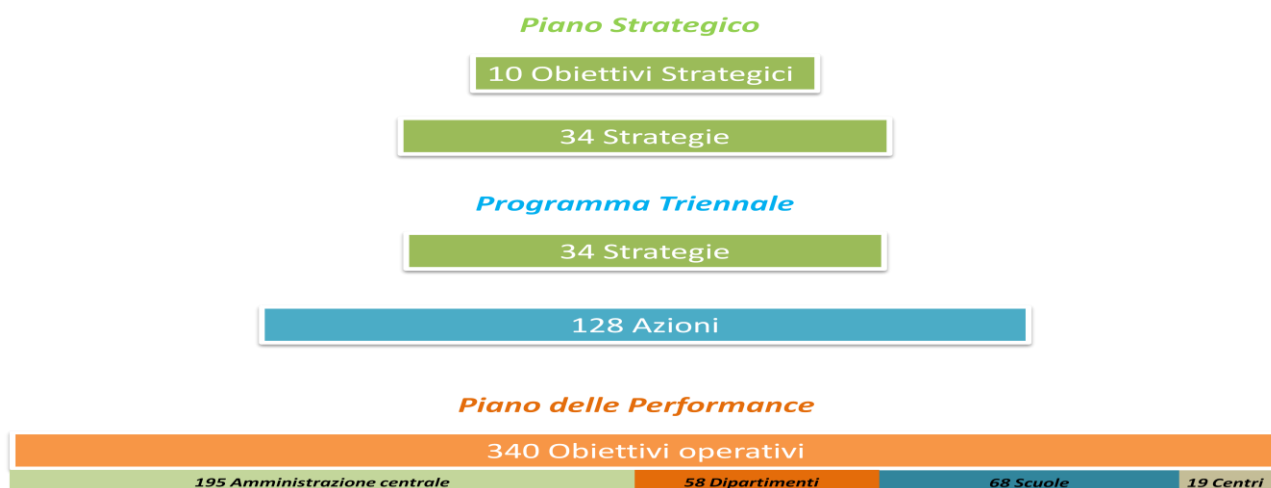 Piano Strategico
10 Obiettivi Strategici
34 Strategie
Programma Triennale
34 Strategie
128 Azioni
Piano delle Performance
340 Obiettivi operativi
195 Amministrazione centrale 58 Dipartimenti 68 Scuole 19 Centri